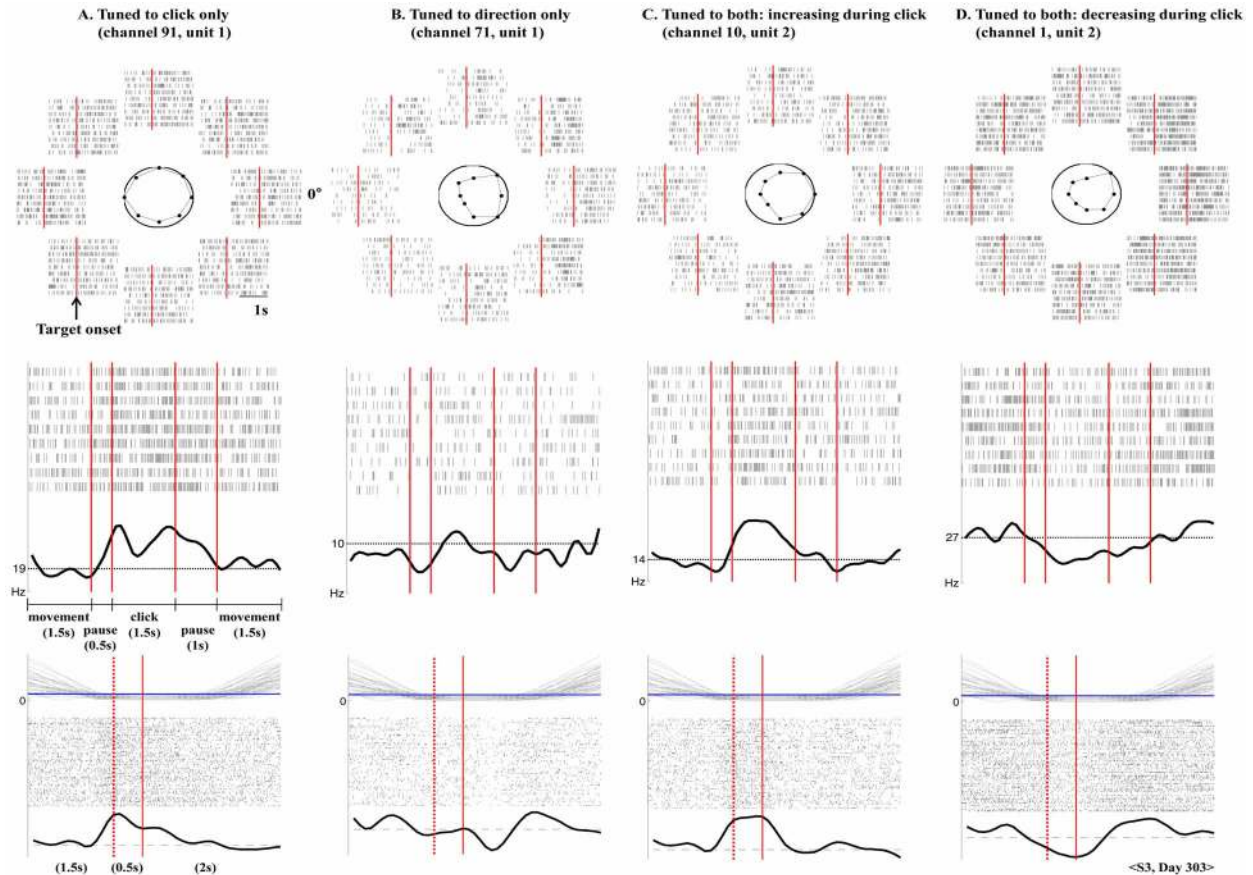 A. Tuned to click only
(channel 91, unit 1)
B. Tuned to direction only
(channel 71, unit 1)
C. Tuned to both: increasing during click
(channel 10, unit 2)
D. Tuned to both: decreasing during click
(channel 1, unit 2)
0°
1s
Target onset
19
Hz
10
Hz
14
Hz
27
Hz
movement
(1.5s)
pause
(0.5s)
click
(1.5s)
pause
(1s)
movement
(1.5s)
0
0
0
0
(1.5s)
(0.5s)
(2s)
<S3, Day 303>